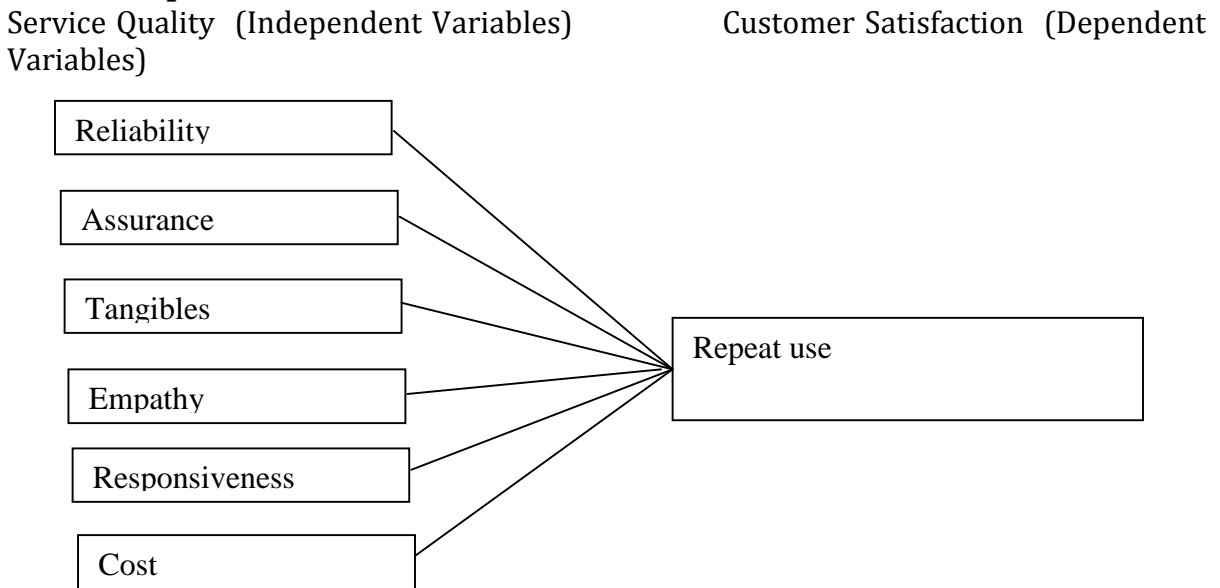 Service Quality (Independent Variables) Customer Satisfaction (Dependent
Variables)
Reliability
Assurance
Tangibles
Repeat use
Empathy
Responsiveness
Cost